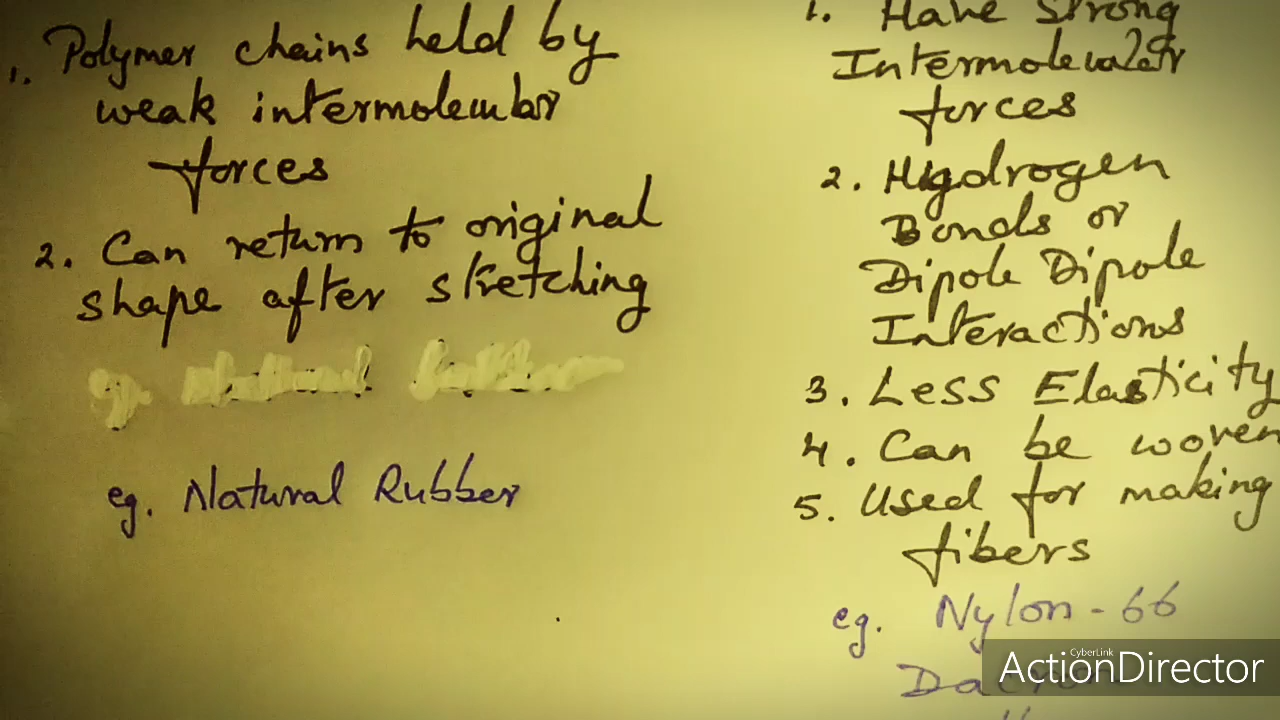 1. Polymer chains held by
weak intermolecular
forces
2. Can return to original
shape after stretching
eg. Natural Rubber
1. Have Strong
Intermolecular
forces
2. Hydrogen
Bonds or
Dipole Dipole
Interactions
3. Less Elasticity
4. Can be woven
5. Used for making
fibers
eg. Nylon-66
CyberLink
ActionDirector